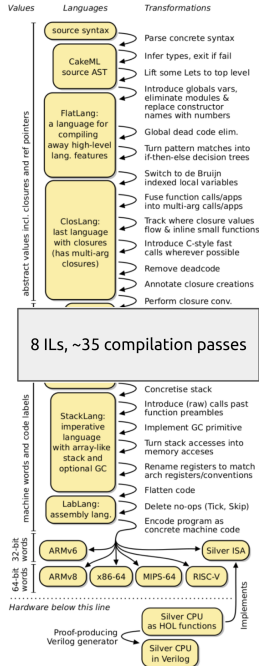 Values Languages Transformations
source syntax
Parse concrete syntax
CakeML
source AST
Infer types, exit if fail
Lift some Lets to top level
FlatLang:
a language for
compiling
away high-level
lang. features
Introduce globals vars,
eliminate modules &
replace constructor
names with numbers
Global dead code elim.
Turn pattern matches into
if-then-else decision trees
Switch to de Bruijn
indexed local variables
ClosLang:
last language
with closures
(has multi-arg
closures)
Fuse function calls/apps
into multi-arg calls/apps
Track where closure values
flow & inline small functions
Introduce C-style fast
calls wherever possible
Remove deadcode
Annotate closure creations
Perform closure conv.
abstract values incl. closures and ref pointers
8 ILs, ~35 compilation passes
Concretise stack
StackLang:
imperative
language
with array-like
stack and
optional GC
Introduce (raw) calls past
function preambles
Implement GC primitive
Turn stack accesses into
memory acceses
Rename registers to match
arch registers/conventions
Flatten code
LabLang:
assembly lang.
Delete no-ops (Tick, Skip)
Encode program as
concrete machine code
machine words and code labels
32-bit
words
ARMv6 Silver ISA
64-bit
words
ARMv8 x86-64 MIPS-64 RISC-V
Implements
Hardware below this line
Silver CPU
as HOL functions
Proof-producing
Verilog generator
Silver CPU
in Verilog